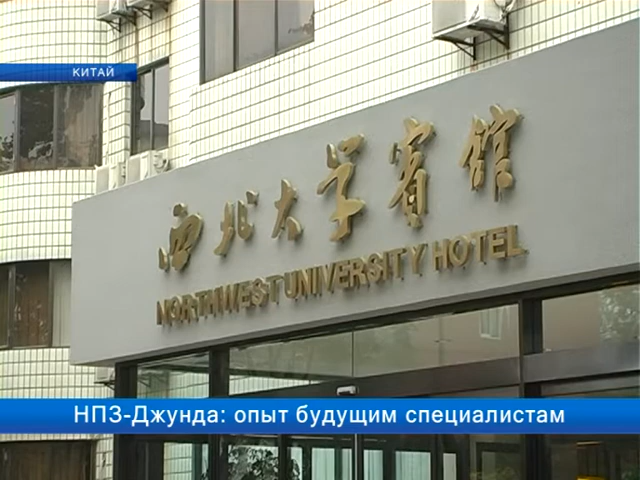 КИТАЙ
西北大学宾馆
NORTHWEST UNIVERSITY HOTEL
НПЗ-Джунда: опыт будущим специалистам